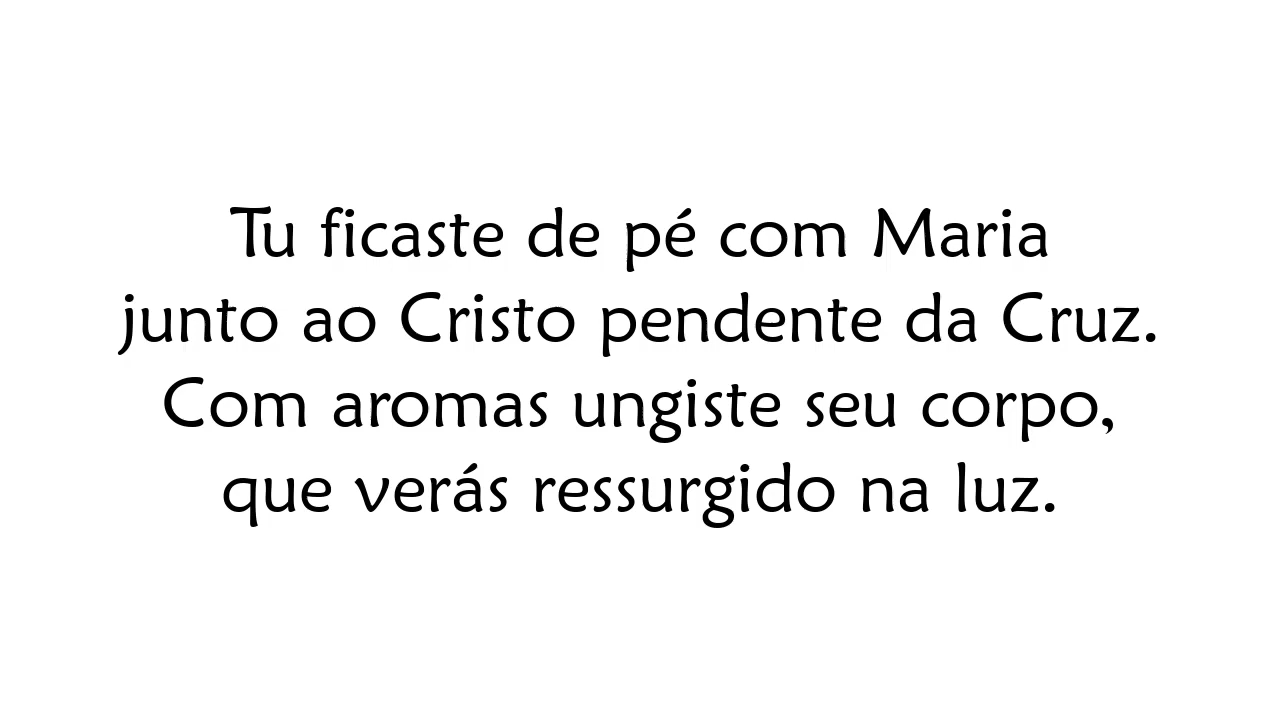 Tu ficaste de pé com Maria
junto ao Cristo pendente da Cruz.
Com aromas ungiste seu corpo,
que verás ressurgido na luz.